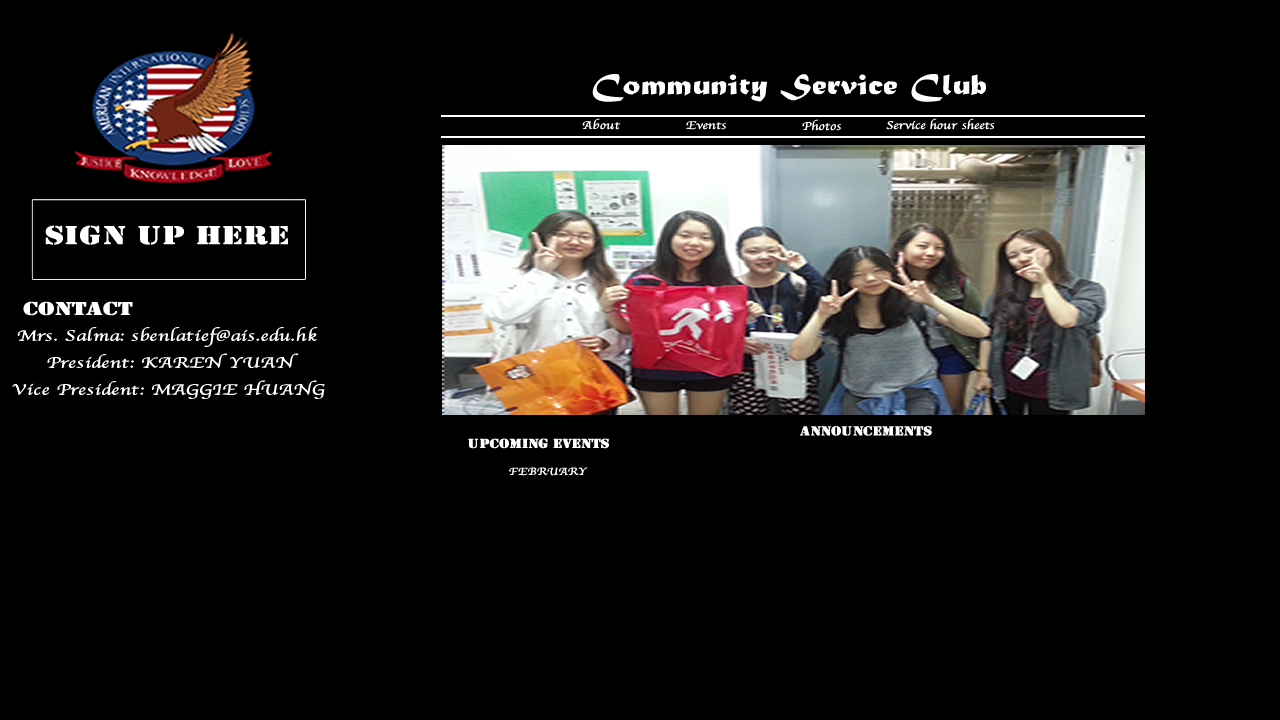 AMERICAN INTERNATIONAL SCHOOL
JUSTICE KNOWLEDGE LOVE
SIGN UP HERE
CONTACT
Mrs. Salma: sbenlatief@ais.edu.hk
President: KAREN YUAN
Vice President: MAGGIE HUANG
Community Service Club
About Events Photos Service hour sheets
UPCOMING EVENTS
FEBRUARY
ANNOUNCEMENTS